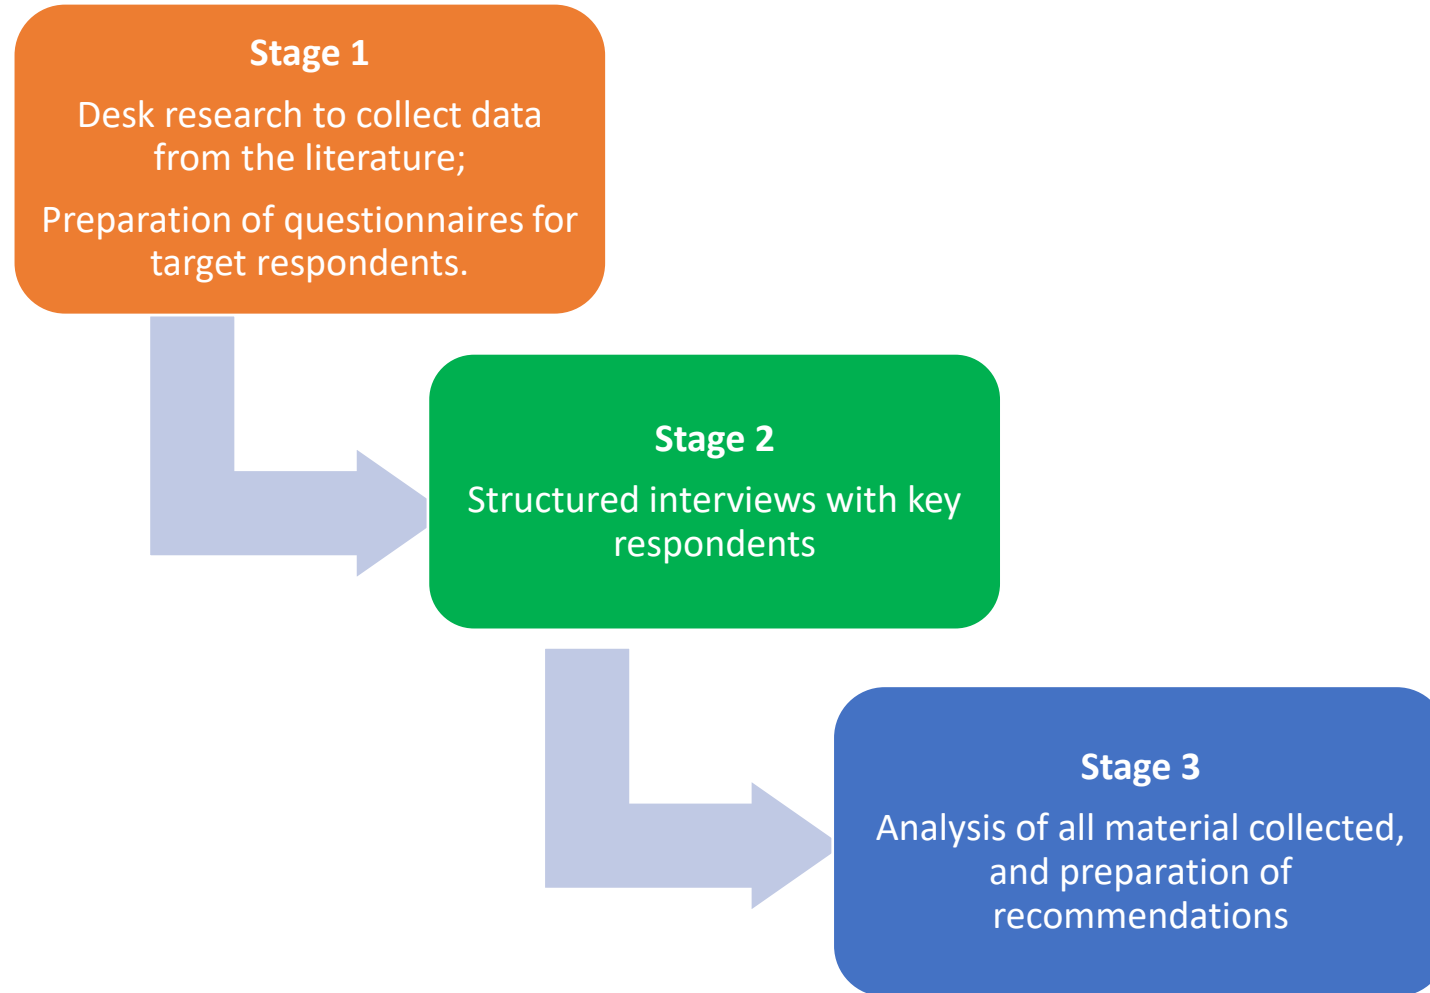 Stage 1
Desk research to collect data
from the literature;
Preparation of questionnaires for
target respondents.
Stage 2
Structured interviews with key
respondents
Stage 3
Analysis of all material collected,
and preparation of
recommendations